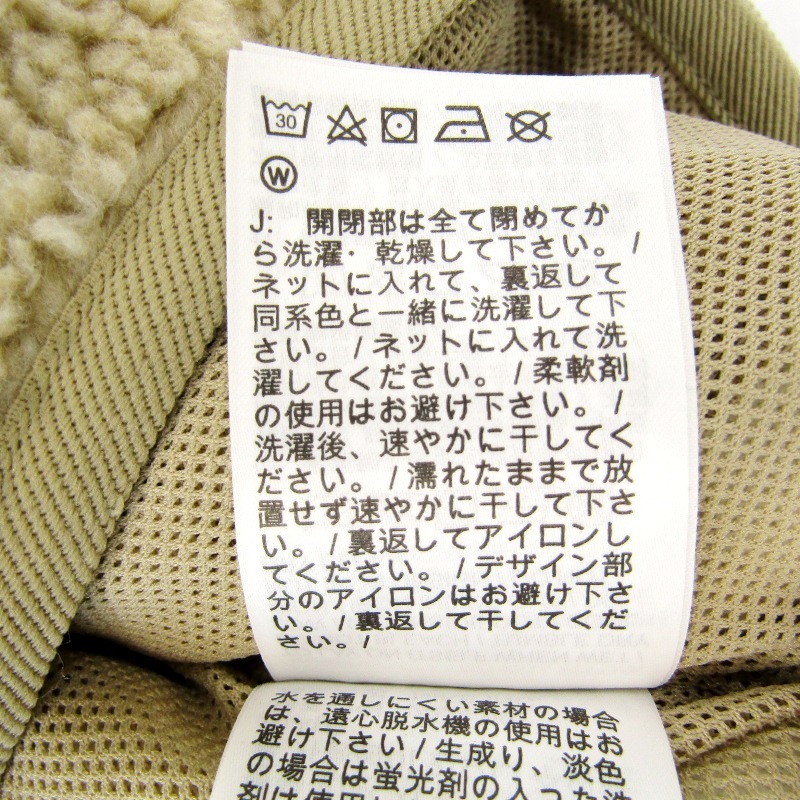 30
W
J: 開閉部は全て閉めてか
ら洗濯・乾燥して下さい。 /
ネットに入れて、裏返して
同系色と一緒に洗濯して下
さい。 /ネットに入れて洗
濯してください。 /柔軟剤
の使用はお避け下さい。 /
洗濯後、速やかに干してく
ださい。 /濡れたままで放
置せず速やかに干して下さ
い。 /裏返してアイロンし
てください。 /デザイン部
分のアイロンはお避け下さ
い。 /裏返して干してくだ
さい。/
水を通しにくい素材の場合
は、遠心脱水機の使用はお
避け下さい / 生成り、淡色
の場合は蛍光剤の入った洗
剤は使用し